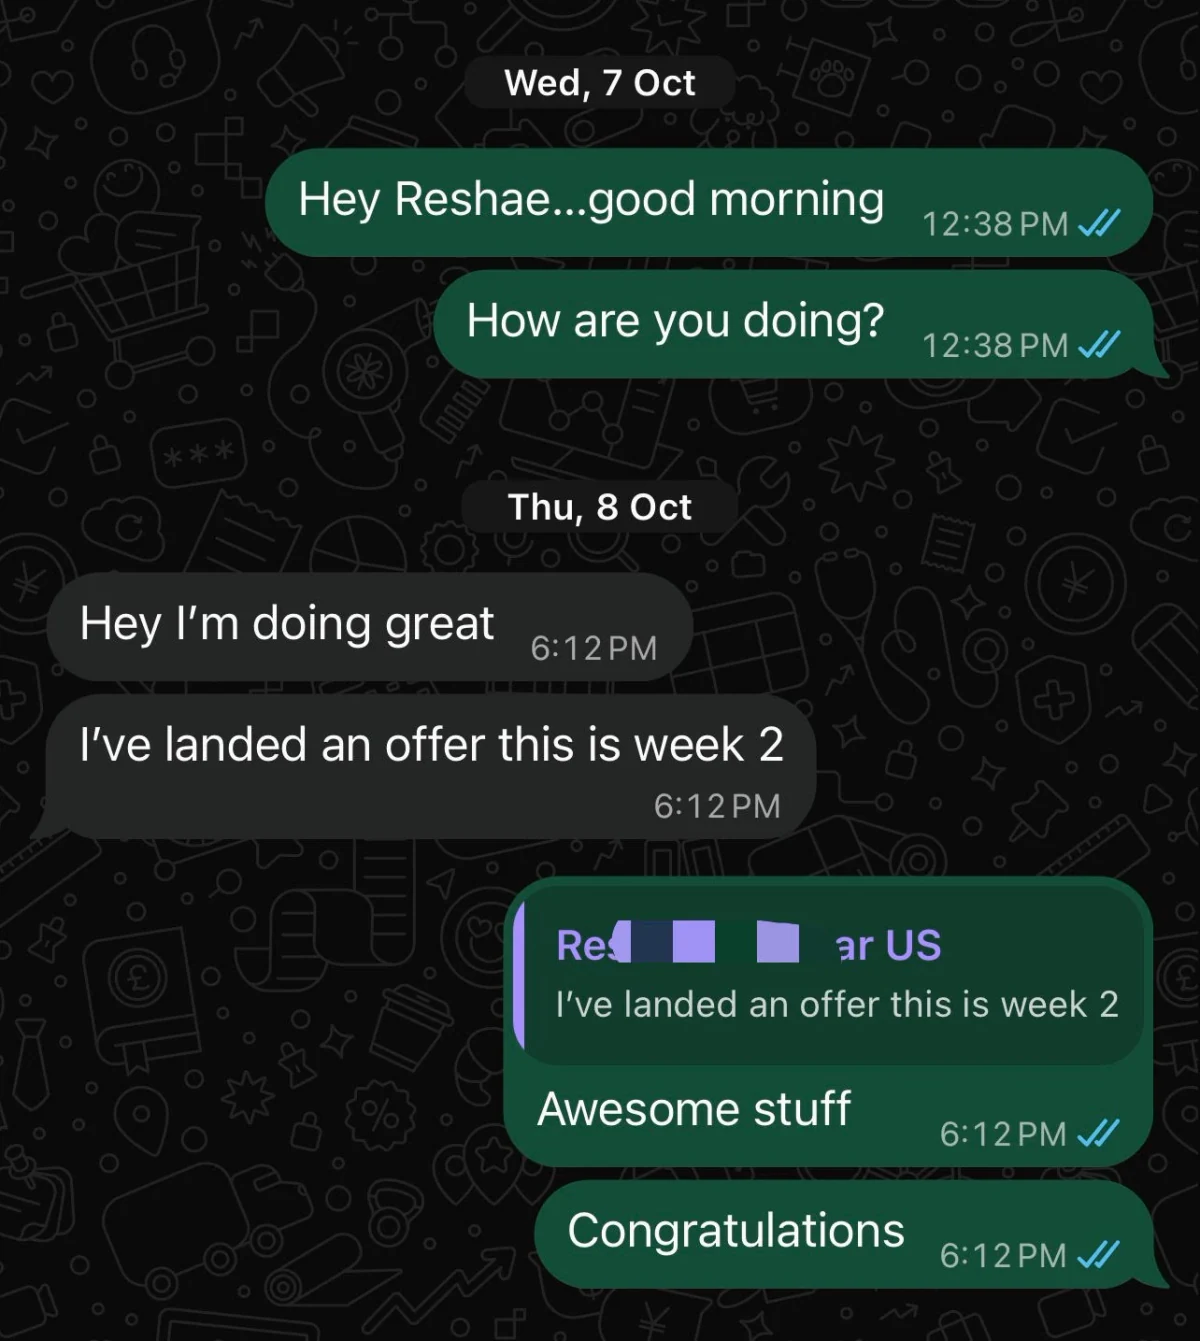 Wed, 7 Oct
Hey Reshae...good morning
12:38 PM
How are you doing?
12:38 PM
Thu, 8 Oct
Hey I’m doing great
6:12 PM
I’ve landed an offer this is week 2
6:12 PM
US
I’ve landed an offer this is week 2
Awesome stuff
6:12 PM
Congratulations
6:12 PM